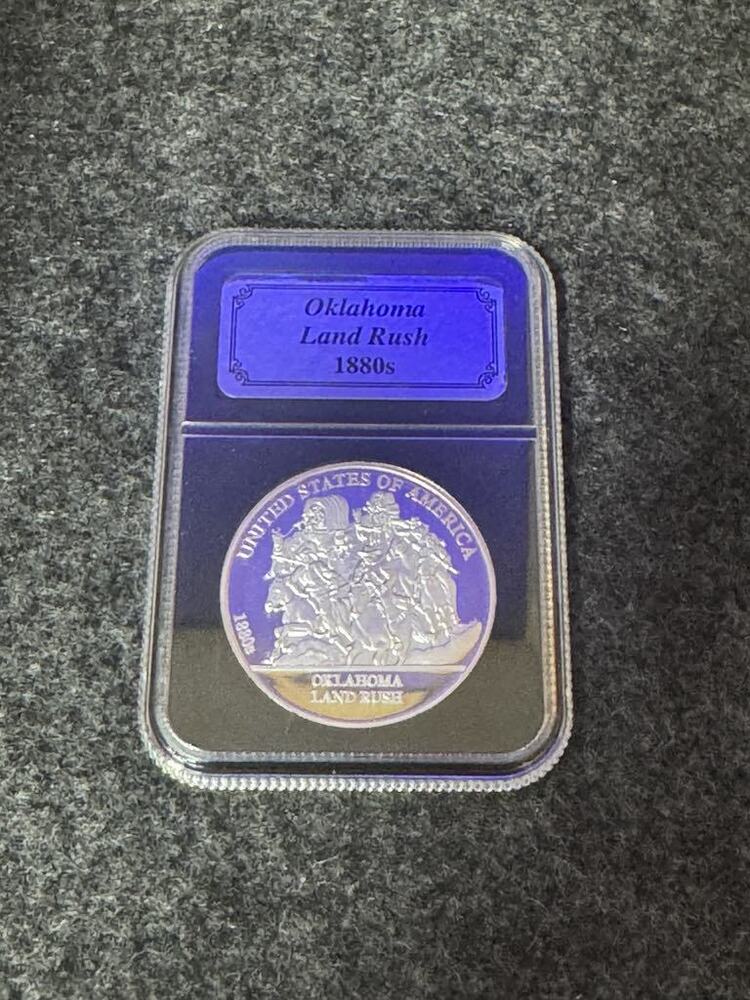 Oklahoma
Land Rush
1880s
UNITED STATES OF AMERICA
1880s
OKLAHOMA
LAND RUSH